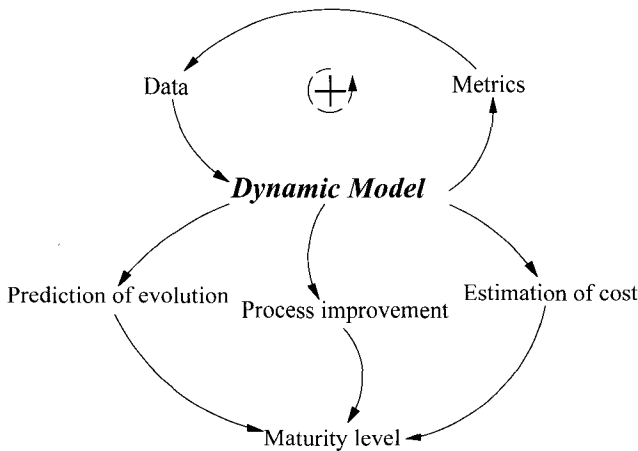 Data
Metrics
Dynamic Model
Prediction of evolution
Process improvement
Estimation of cost
Maturity level